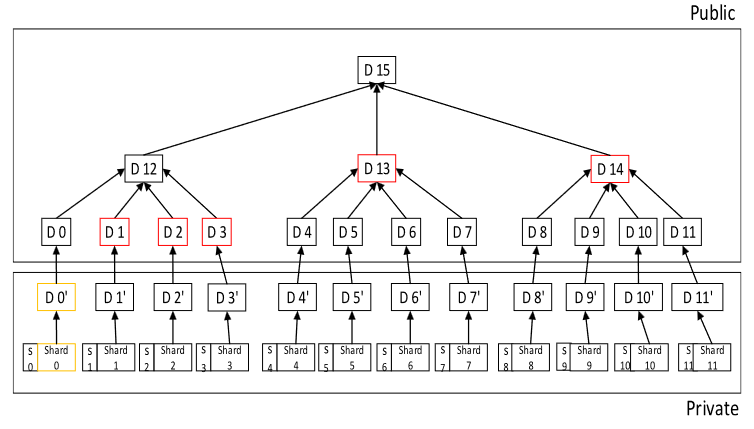 Public
D 15
D 12 D 13 D 14
D 0 D 1 D 2 D 3 D 4 D 5 D 6 D 7 D 8 D 9 D 10 D 11
D 0' D 1' D 2' D 3' D 4' D 5' D 6' D 7' D 8' D 9' D 10' D 11'
S Shard S Shard S Shard S Shard S Shard S Shard S Shard S Shard S Shard S Shard S Shard S Shard
0 0 1 1 2 2 3 3 4 4 5 5 6 6 7 7 8 8 9 9 10 10 11 11
Private